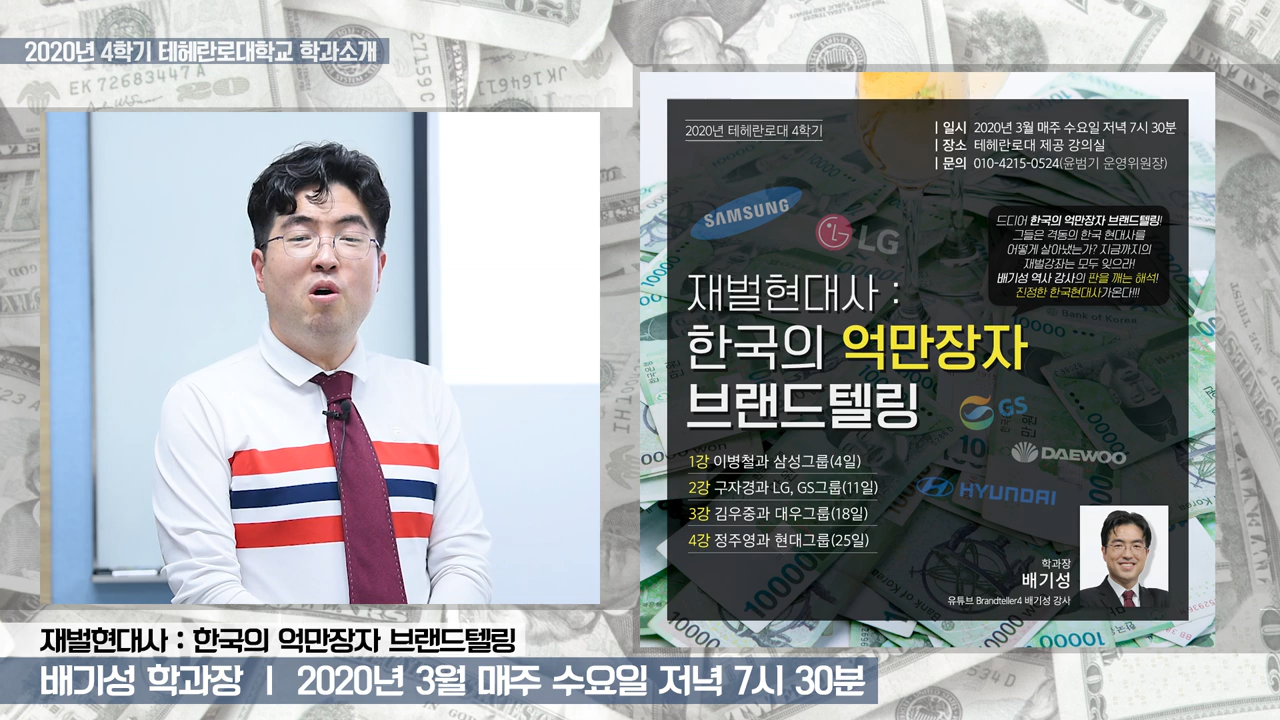 2020년 4학기 테헤란로대학교 학과소개
EK 72683447 A
20
27159
2020년 테헤란로대 4학기
| 일시 2020년 3월 매주 수요일 저녁 7시 30분
| 장소 테헤란로대 제공 강의실
| 문의 010-4215-0524(윤범기 운영위원장)
SAMSUNG
LG
드디어 한국의 억만장자 브랜드텔링!
그들은 격동의 한국 현대사를
어떻게 살아냈는가? 지금까지의
재벌강좌는 모두 잊으라!
배기성 역사 강사의 판을 깨는 해석!
진정한 한국현대사가온다!!!
Bank of Korea
재벌현대사 :
한국의 억만장자
브랜드텔링
GS
DAEWOO
HYUNDAI
1강 이병철과 삼성그룹(4일)
2강 구자경과 LG, GS그룹(11일)
3강 김우중과 대우그룹(18일)
4강 정주영과 현대그룹(25일)
10000
학과장
배기성
유튜브 Brandteller4 배기성 강사
재벌현대사 : 한국의 억만장자 브랜드텔링
배기성 학과장 | 2020년 3월 매주 수요일 저녁 7시 30분